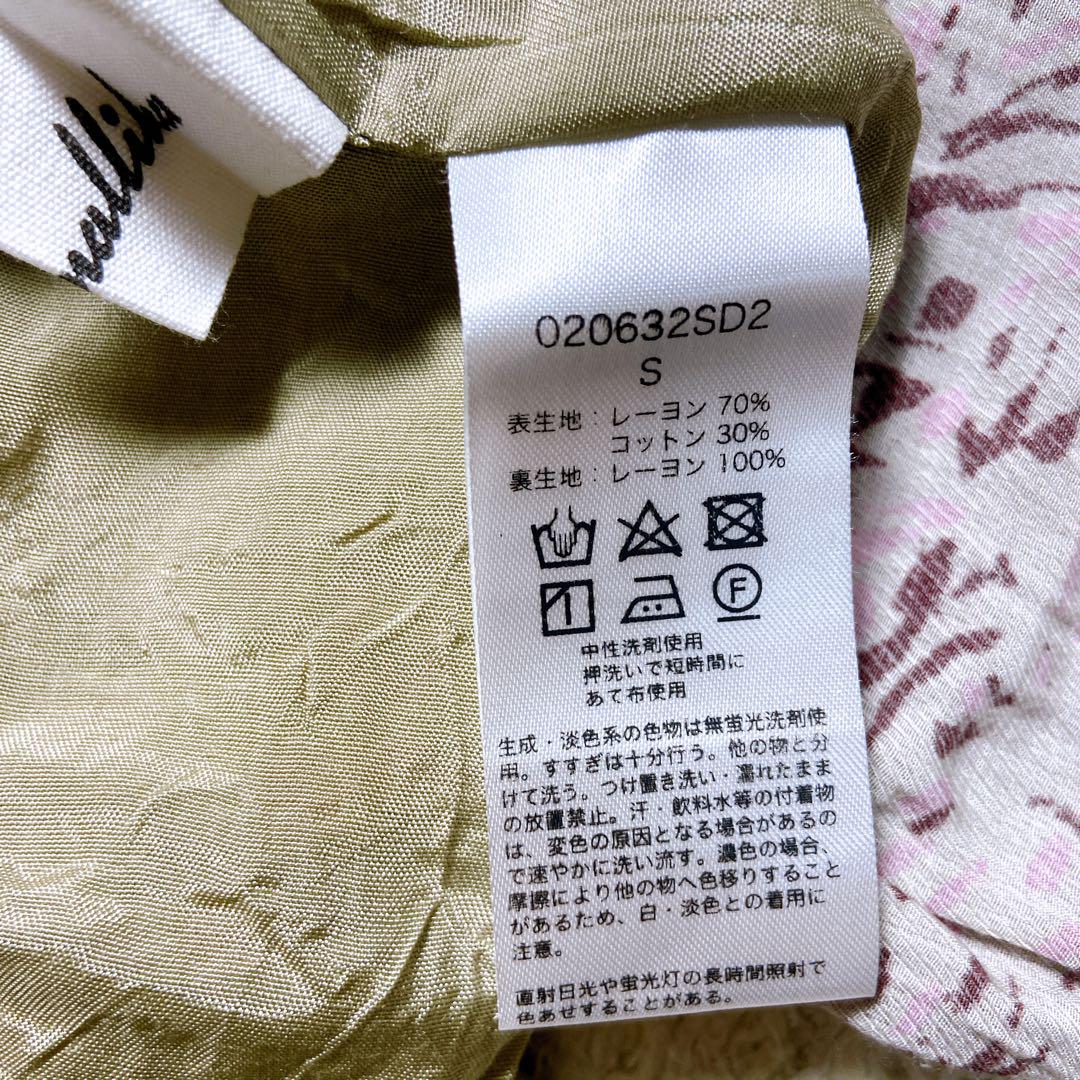 020632SD2
S
表生地:レーヨン 70%
コットン 30%
裏生地:レーヨン 100%
F
中性洗剤使用
押洗いで短時間に
あて布使用
生成・淡色系の色物は無蛍光洗剤使
用。すすぎは十分行う。他の物と分
けて洗う。つけ置き洗い・濡れたまま
の放置禁止。汗・飲料水等の付着物
は、変色の原因となる場合があるの
で速やかに洗い流す。濃色の場合、
摩擦により他の物へ色移りすること
があるため、白・淡色との着用に
注意。
直射日光や蛍光灯の長時間照射で
色あせすることがある。